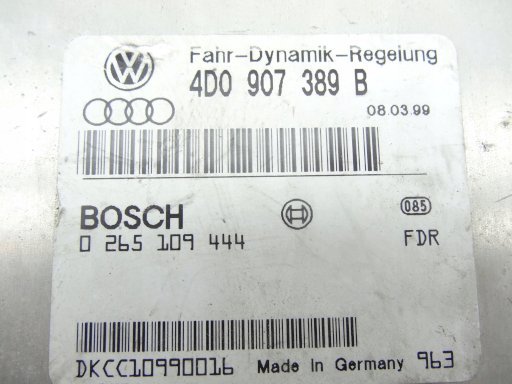 Fahr-Dynamik-Regelung
4D0 907 389 B
08.03.99
BOSCH
085
0 265 109 444
FDR
DKCC10990016 Made In Germany 963